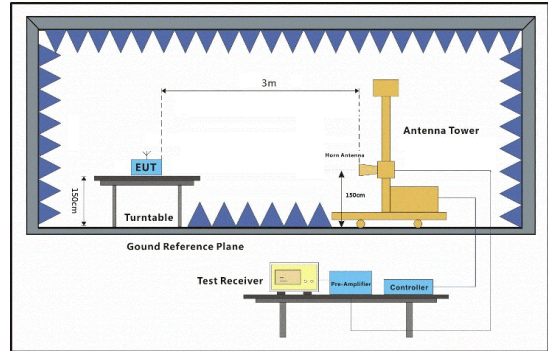 3m
Antenna Tower
Horn Antenna
EUT
150cm
150cm
Turntable
Gound Reference Plane
Test Receiver
Pre-Amplifier
Controller